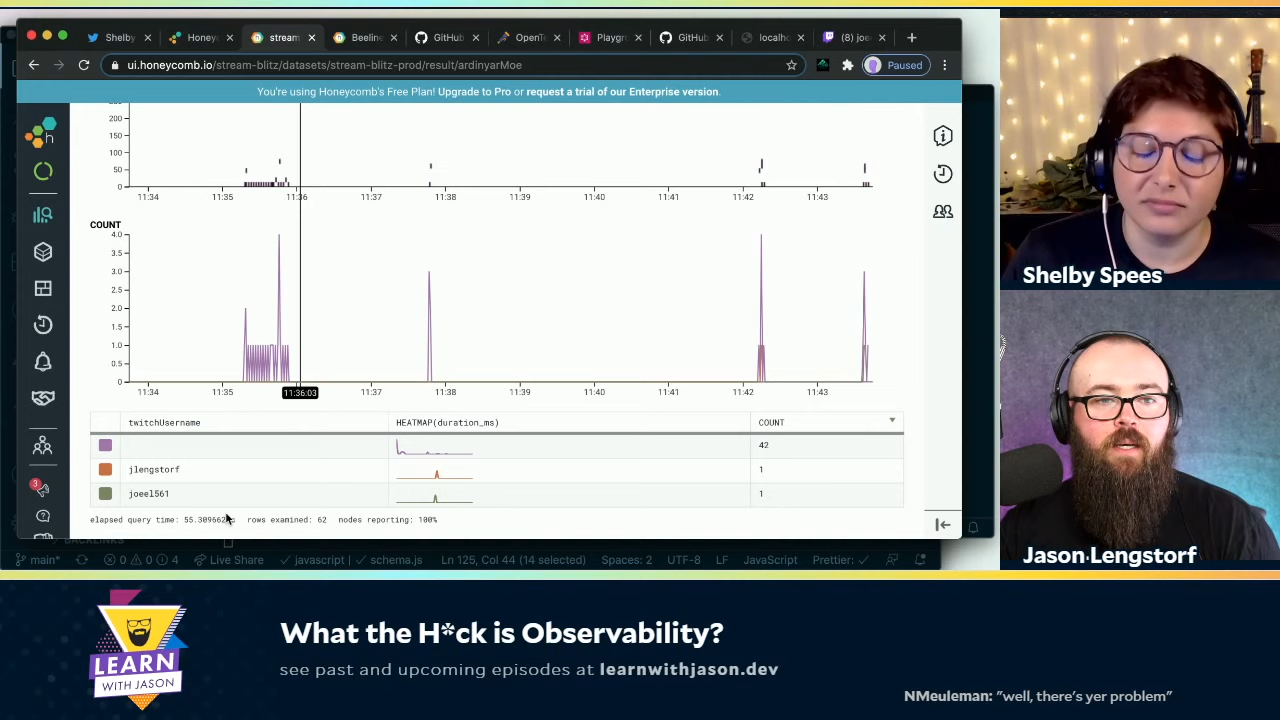 Shelby
Honey
stream
Beeline
GitHub
OpenTe
Playgr
GitHub
localho
(8) joe
ui.honeycomb.io/stream-blitz/datasets/stream-blitz-prod/result/ardinyarMoe
Paused
You're using Honeycomb's Free Plan! Upgrade to Pro or request a trial of our Enterprise version.
200
150
100
50
0
11:34 11:35 11:36 11:37 11:38 11:39 11:40 11:41 11:42 11:43
COUNT
4.0
3.5
3.0
2.5
2.0
1.5
1.0
0.5
0
11:34 11:35 11:36:03 11:37 11:38 11:39 11:40 11:41 11:42 11:43
twitchUsername HEATMAP(duration_ms) COUNT
42
jlengstorf 1
joeel561 1
elapsed query time: rows examined: 62 nodes reporting: 100%
3
h
BACKLINKS
main* 0 0 4 Live Share javascript schema.js Ln 125, Col 44 (14 selected) Spaces: 2 UTF-8 LF JavaScript Prettier:
Shelby Spees
Jason Lengstorf
LEARN
WITH JASON
What the H*ck is Observability?
see past and upcoming episodes at learnwithjason.dev
NMeuleman: "well, there's yer problem"